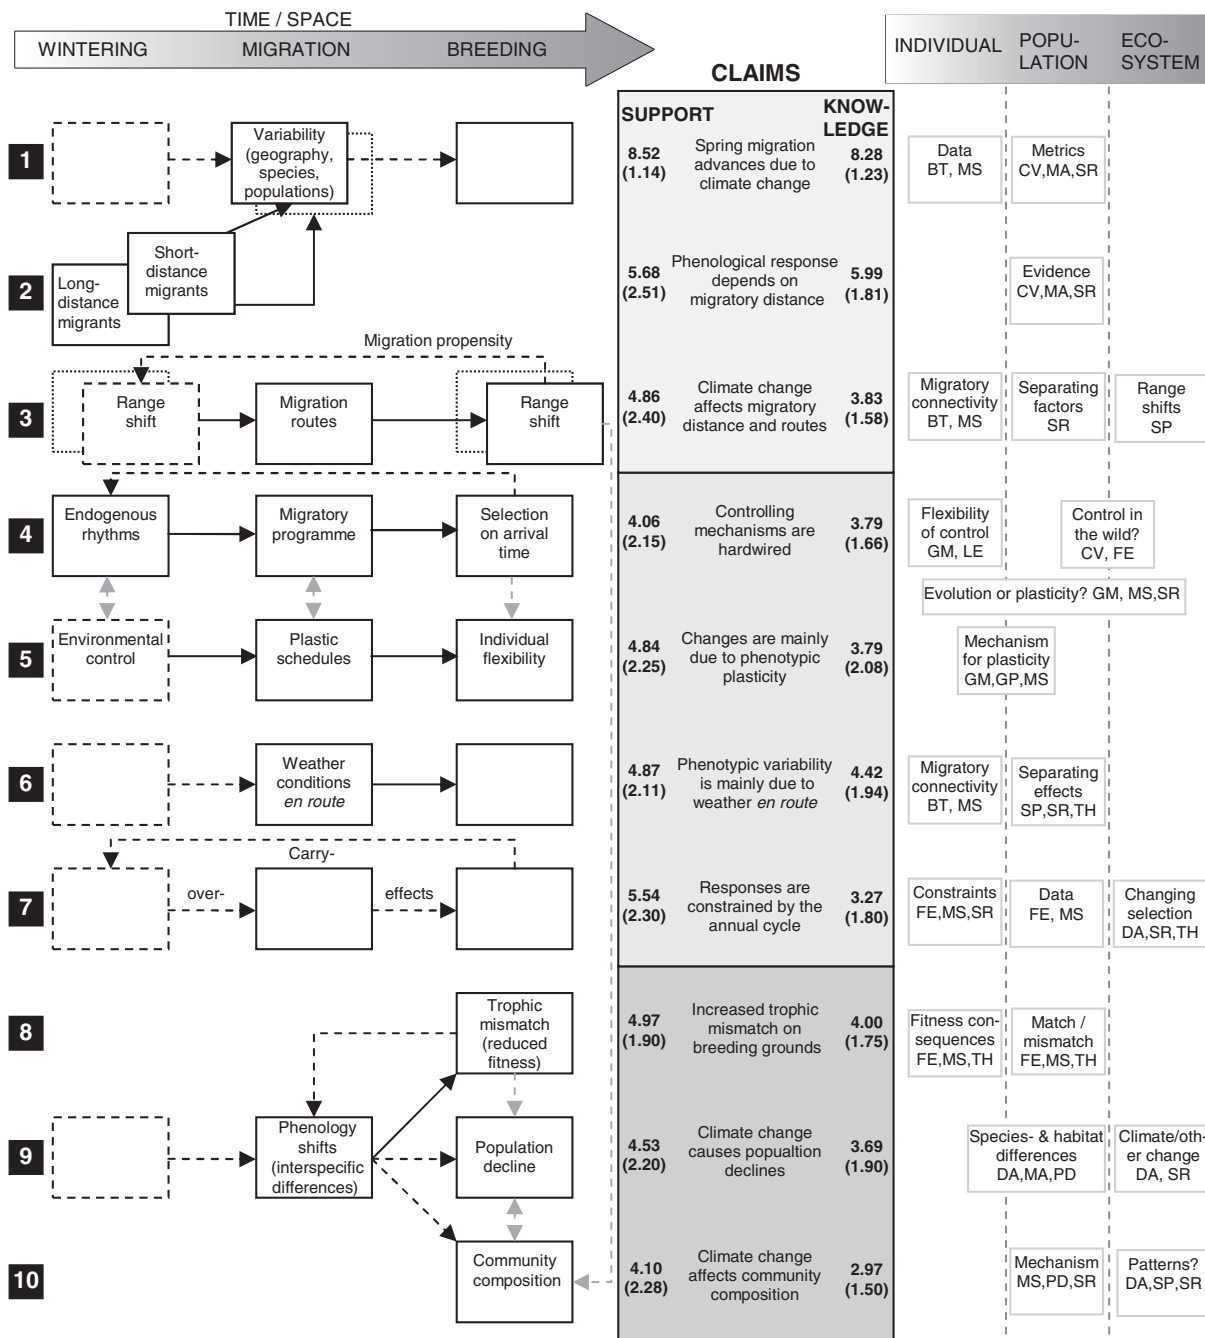 TIME / SPACE
WINTERING MIGRATION BREEDING
INDIVIDUAL
POPU-
LATION
ECO-
SYSTEM
CLAIMS
SUPPORT
KNOW-
LEDGE
1
Variability
(geography,
species,
populations)
8.52
(1.14)
Spring migration
advances due to
climate change
8.28
(1.23)
Data
BT, MS
Metrics
CV,MA,SR
2
Short-
distance
migrants
Long-
distance
migrants
5.68
(2.51)
Phenological response
depends on
migratory distance
5.99
(1.81)
Evidence
CV,MA,SR
Migration propensity
3
Range
shift
Migration
routes
Range
shift
4.86
(2.40)
Climate change
affects migratory
distance and routes
3.83
(1.58)
Migratory
connectivity
BT, MS
Separating
factors
SR
Range
shifts
SP
4
Endogenous
rhythms
Migratory
programme
Selection
on arrival
time
4.06
(2.15)
Controlling
mechanisms are
hardwired
3.79
(1.66)
Flexibility
of control
GM, LE
Control in
the wild?
CV, FE
Evolution or plasticity? GM, MS,SR
5
Environmental
control
Plastic
schedules
Individual
flexibility
4.84
(2.25)
Changes are mainly
due to phenotypic
plasticity
3.79
(2.08)
Mechanism
for plasticity
GM,GP,MS
6
Weather
conditions
en route
4.87
(2.11)
Phenotypic variability
is mainly due to
weather en route
4.42
(1.94)
Migratory
connectivity
BT, MS
Separating
effects
SP,SR,TH
7
Carry-
over-
effects
5.54
(2.30)
Responses are
constrained by the
annual cycle
3.27
(1.80)
Constraints
FE,MS,SR
Data
FE, MS
Changing
selection
DA,SR,TH
8
Trophic
mismatch
(reduced
fitness)
4.97
(1.90)
Increased trophic
mismatch on
breeding grounds
4.00
(1.75)
Fitness con-
sequences
FE,MS,TH
Match /
mismatch
FE,MS,TH
9
Phenology
shifts
(interspecific
differences)
Population
decline
4.53
(2.20)
Climate change
causes popultion
declines
3.69
(1.90)
Species- & habitat
differences
DA,MA,PD
Climate/oth-
er change
DA, SR
10
Community
composition
4.10
(2.28)
Climate change
affects community
composition
2.97
(1.50)
Mechanism
MS,PD,SR
Patterns?
DA,SP,SR